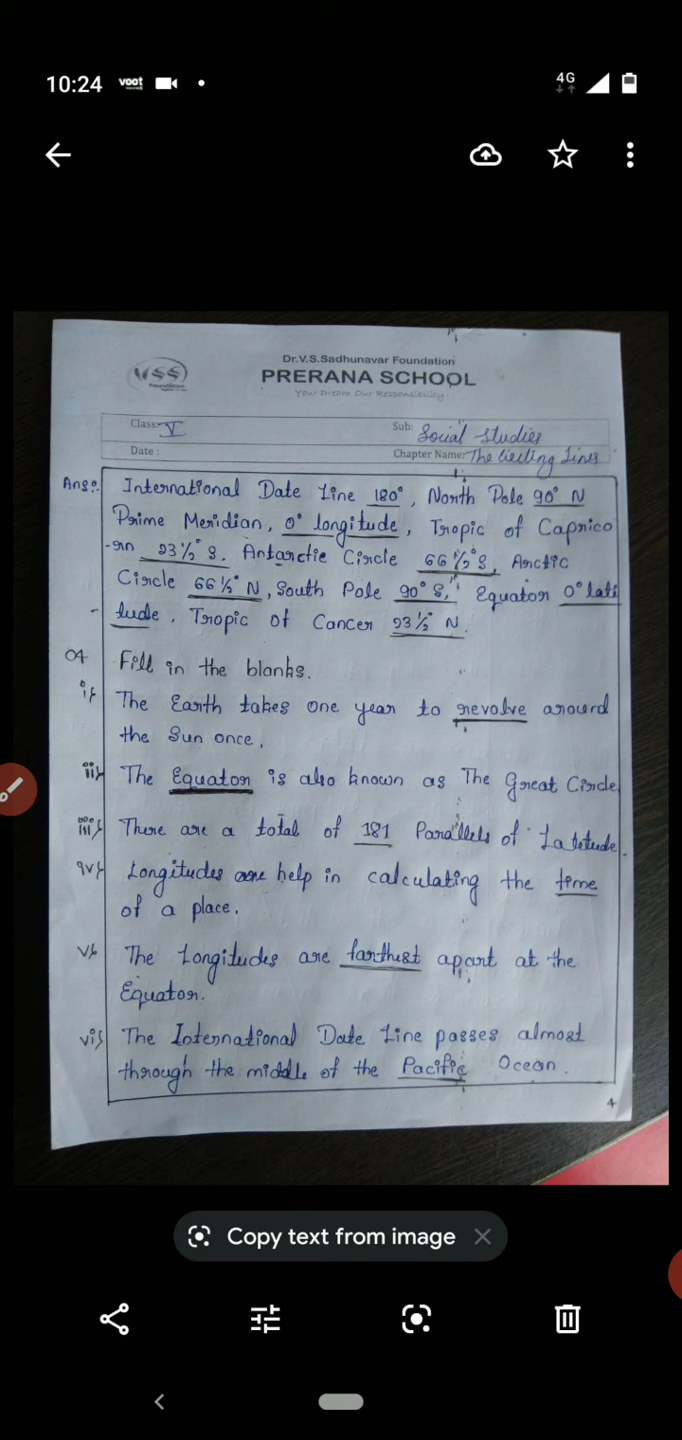 10:24 voot 4G
VSS
Foundation
Dr.V.S.Sadhunavar Foundation
PRERANA SCHOOL
Your Dream Our Responsibility
Class: V Sub: Social Studies
Date : Chapter Name: The Circling Lines
Ans:- International Date Line 180°, North Pole 90° N
Prime Meridian, 0° longitude, Tropic of Caprico
-rn 23½° S. Antarctic Circle 66½° S, Arctic
Circle 66½° N, South Pole 90° S, Equator 0° lati
- tude. Tropic of Cancer 23½° N.
04 Fill in the blanks.
i) The Earth takes one year to revolve around
the Sun once.
ii) The Equator is also known as The Great Circle
iii) There are a total of 181 Parallels of Latitude.
iv) Longitudes are help in calculating the time
of a place.
v) The Longitudes are farthest apart at the
Equator.
vi) The International Date Line passes almost
through the middle of the Pacific Ocean.
4
Copy text from image